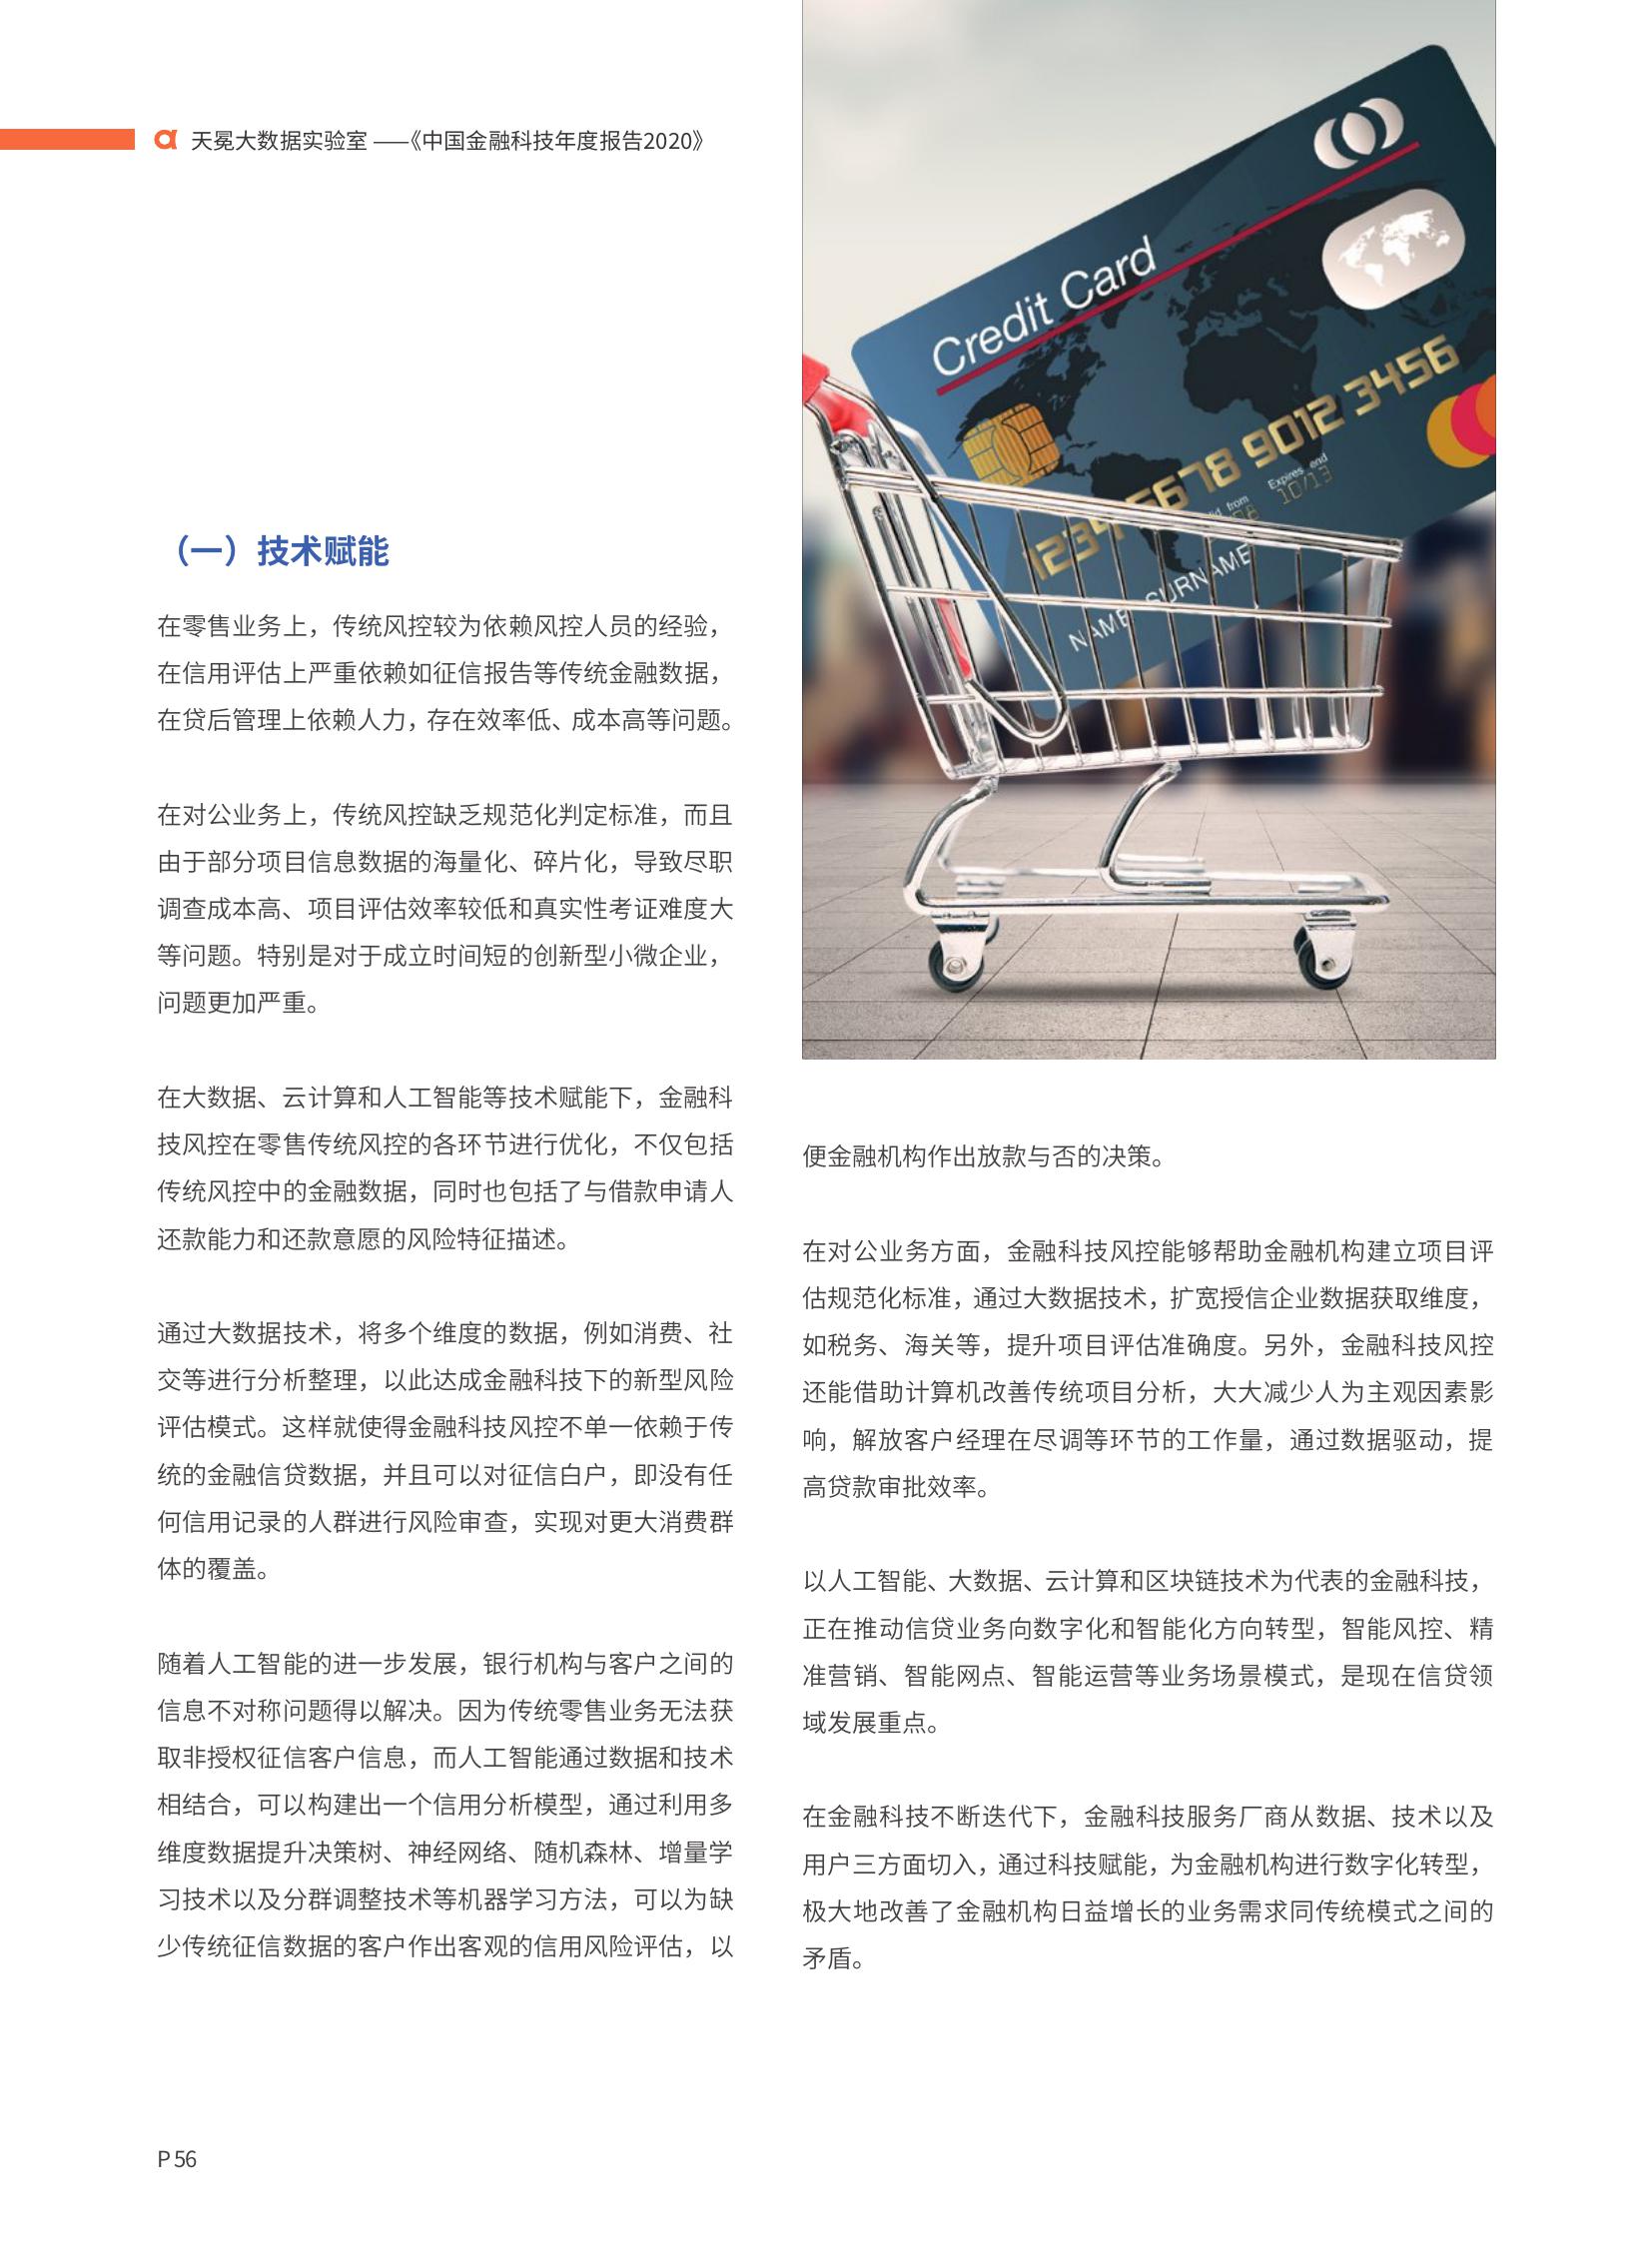 天冕大数据实验室 ——《中国金融科技年度报告2020》
Credit Card
5678 9012 3456
from
Expires end
10/13
NAME SURNAME
（一）技术赋能
在零售业务上，传统风控较为依赖风控人员的经验，
在信用评估上严重依赖如征信报告等传统金融数据，
在贷后管理上依赖人力，存在效率低、成本高等问题。
在对公业务上，传统风控缺乏规范化判定标准，而且
由于部分项目信息数据的海量化、碎片化，导致尽职
调查成本高、项目评估效率较低和真实性考证难度大
等问题。特别是对于成立时间短的创新型小微企业，
问题更加严重。
在大数据、云计算和人工智能等技术赋能下，金融科
技风控在零售传统风控的各环节进行优化，不仅包括
传统风控中的金融数据，同时也包括了与借款申请人
还款能力和还款意愿的风险特征描述。
通过大数据技术，将多个维度的数据，例如消费、社
交等进行分析整理，以此达成金融科技下的新型风险
评估模式。这样就使得金融科技风控不单一依赖于传
统的金融信贷数据，并且可以对征信白户，即没有任
何信用记录的人群进行风险审查，实现对更大消费群
体的覆盖。
随着人工智能的进一步发展，银行机构与客户之间的
信息不对称问题得以解决。因为传统零售业务无法获
取非授权征信客户信息，而人工智能通过数据和技术
相结合，可以构建出一个信用分析模型，通过利用多
维度数据提升决策树、神经网络、随机森林、增量学
习技术以及分群调整技术等机器学习方法，可以为缺
少传统征信数据的客户作出客观的信用风险评估，以
便金融机构作出放款与否的决策。
在对公业务方面，金融科技风控能够帮助金融机构建立项目评
估规范化标准，通过大数据技术，扩宽授信企业数据获取维度，
如税务、海关等，提升项目评估准确度。另外，金融科技风控
还能借助计算机改善传统项目分析，大大减少人为主观因素影
响，解放客户经理在尽调等环节的工作量，通过数据驱动，提
高贷款审批效率。
以人工智能、大数据、云计算和区块链技术为代表的金融科技，
正在推动信贷业务向数字化和智能化方向转型，智能风控、精
准营销、智能网点、智能运营等业务场景模式，是现在信贷领
域发展重点。
在金融科技不断迭代下，金融科技服务厂商从数据、技术以及
用户三方面切入，通过科技赋能，为金融机构进行数字化转型，
极大地改善了金融机构日益增长的业务需求同传统模式之间的
矛盾。
P 56